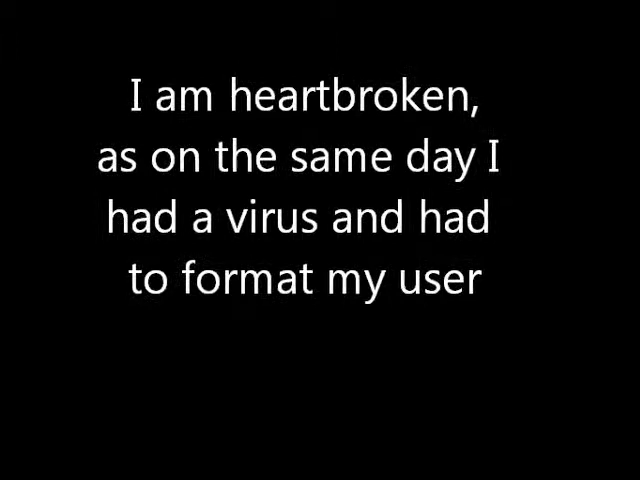 I am heartbroken,
as on the same day I
had a virus and had
to format my user